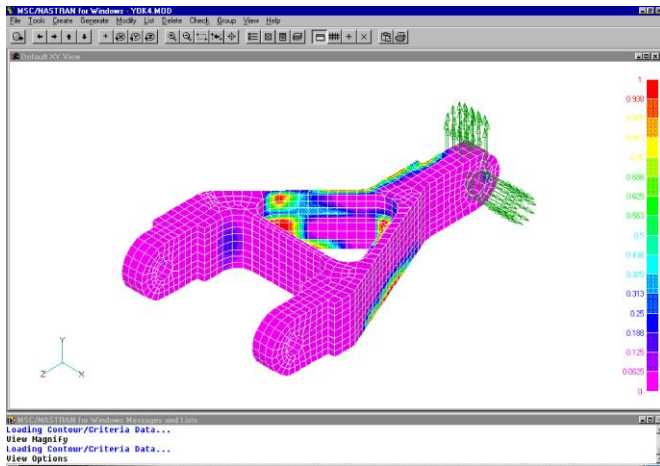 MSC/NASTRAN for Windows - YOK4.MOD
File Tools Create Generate Modify List Delete Check Group View Help
Default XY View
1.
0.938
0.75
0.688
0.625
0.563
0.5
0.438
0.375
0.313
0.25
0.188
0.125
0.0625
0.
Y
Z
X
MSC/NASTRAN for Windows Messages and Lists
Loading Contour/Criteria Data...
View Magnify
Loading Contour/Criteria Data...
View Options